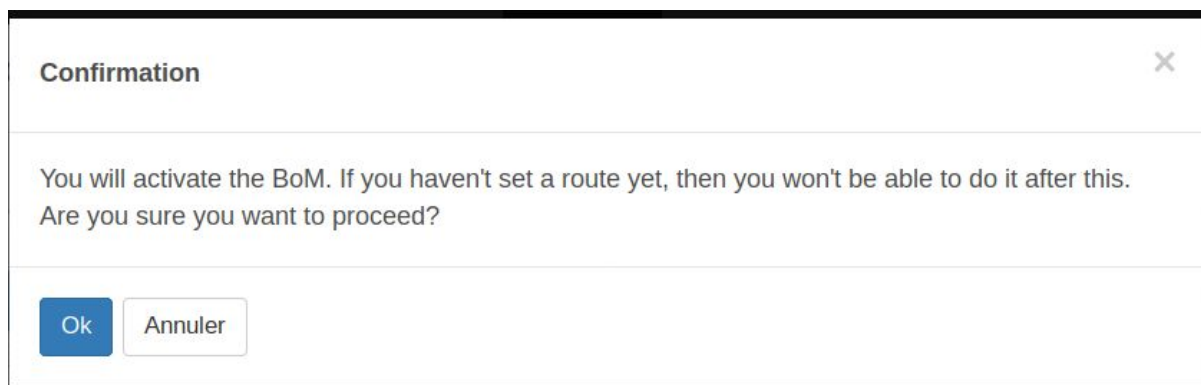 Confirmation
×
You will activate the BoM. If you haven't set a route yet, then you won't be able to do it after this.
Are you sure you want to proceed?
Ok
Annuler